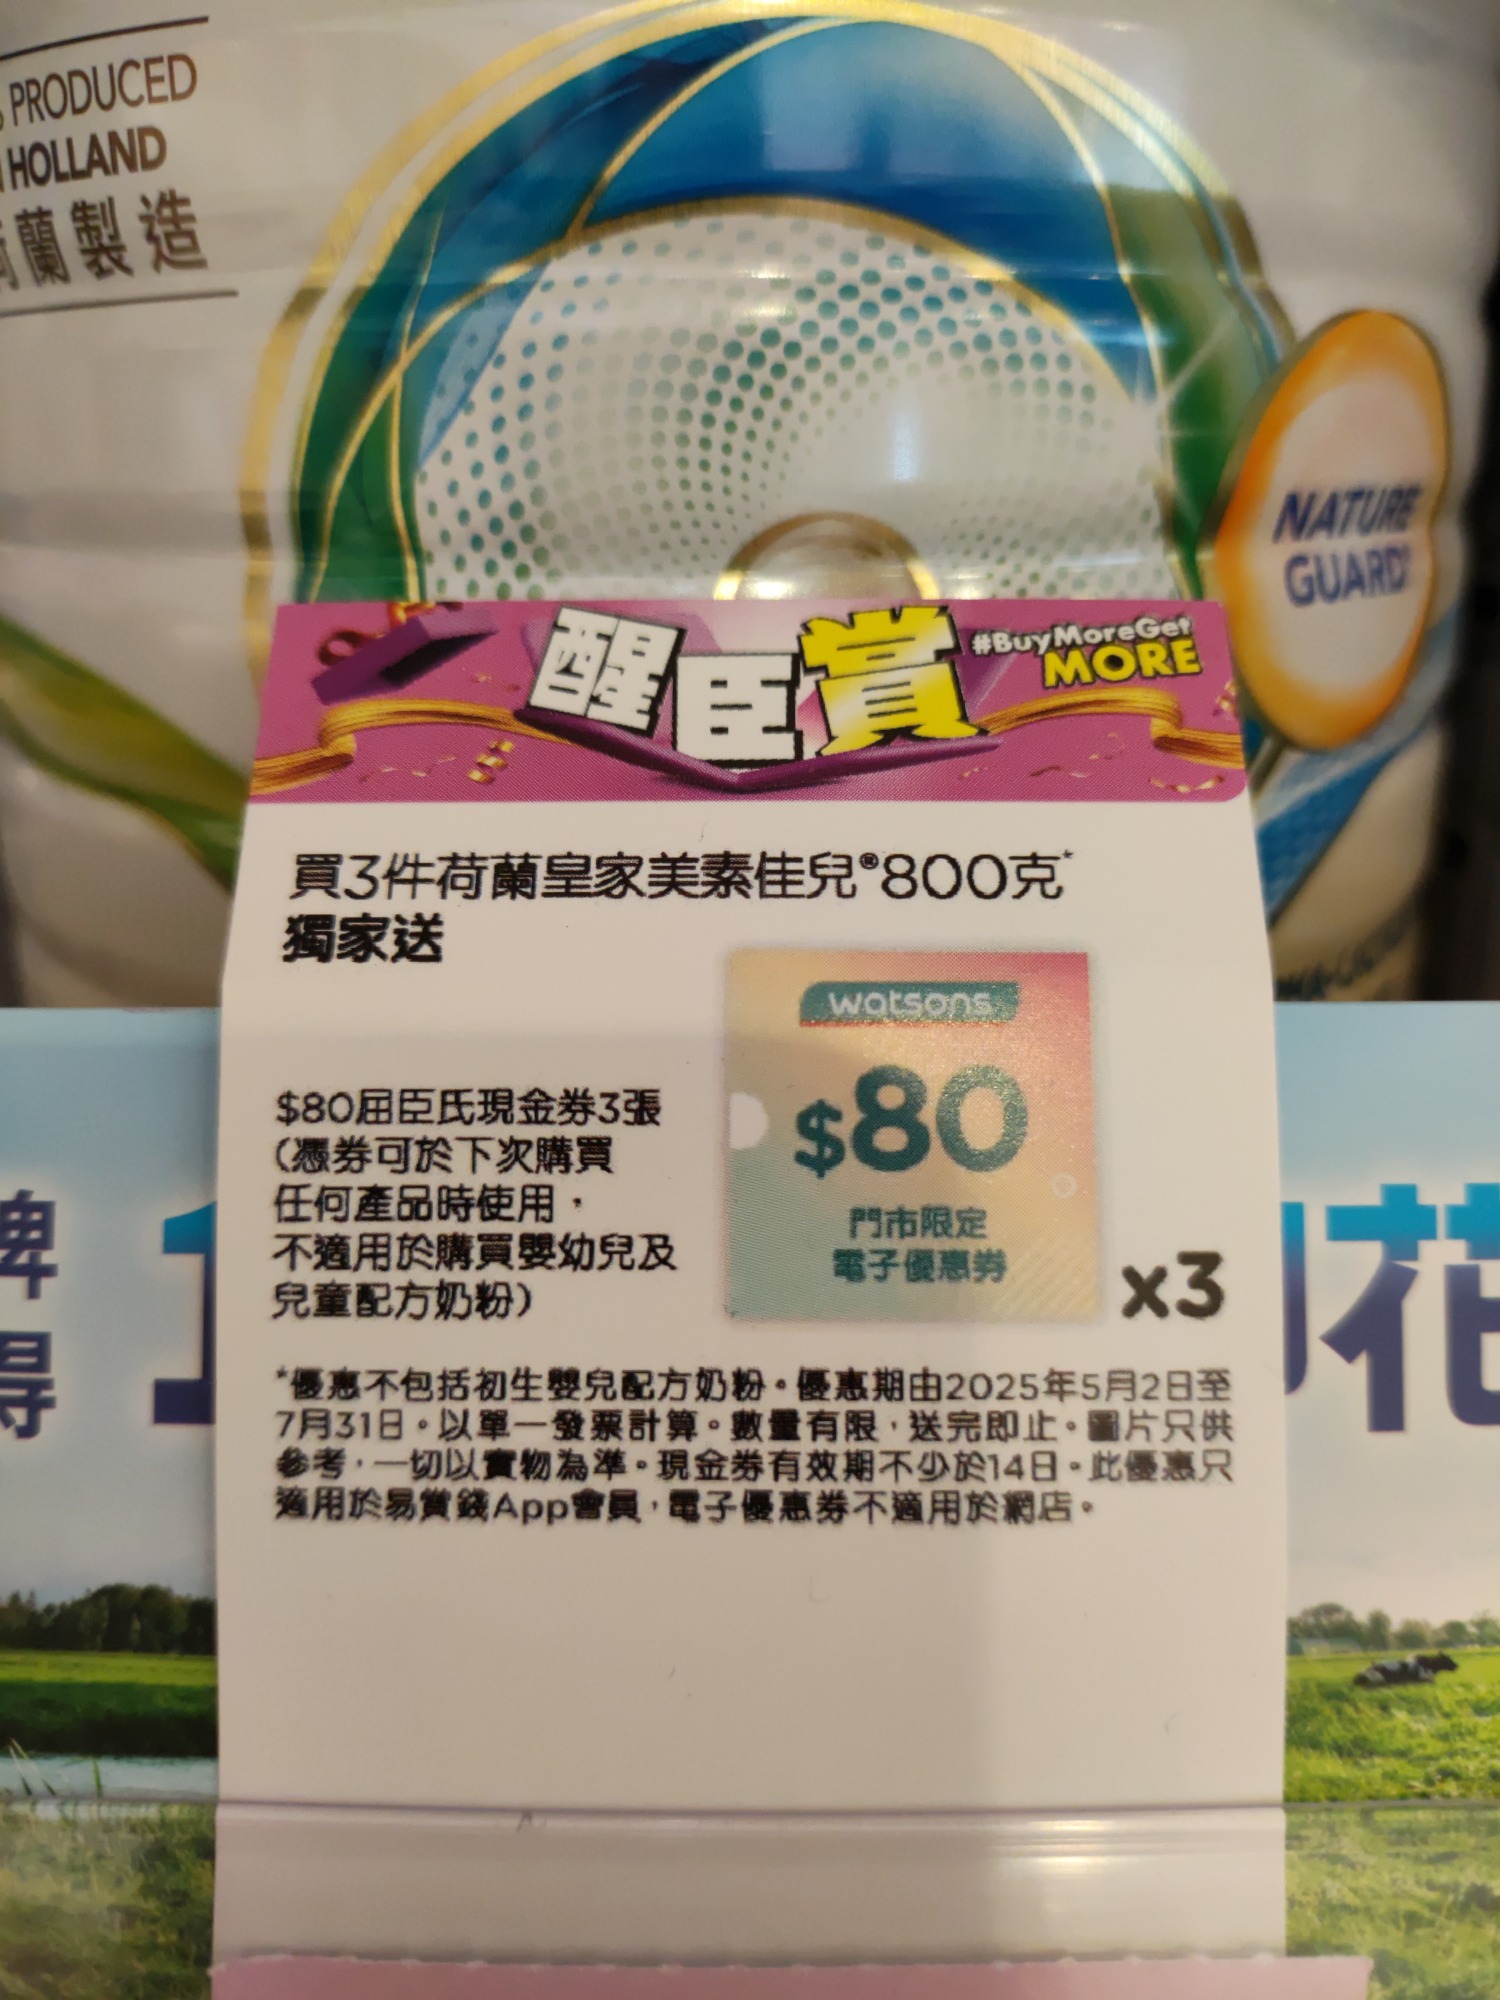 PRODUCED
HOLLAND
蘭製造
NATURE
GUARD
醒臣賞
#BuyMoreGet
MORE
買3件荷蘭皇家美素佳兒®800克*
獨家送
watsons
$80
門市限定
電子優惠券
x3
$80屈臣氏現金券3張
(憑券可於下次購買
任何產品時使用，
不適用於購買嬰幼兒及
兒童配方奶粉)
*優惠不包括初生嬰兒配方奶粉。優惠期由2025年5月2日至
7月31日。以單一發票計算。數量有限，送完即止。圖片只供
參考，一切以實物為準。現金券有效期不少於14日。此優惠只
適用於易賞錢App會員，電子優惠券不適用於網店。
牌
得
花